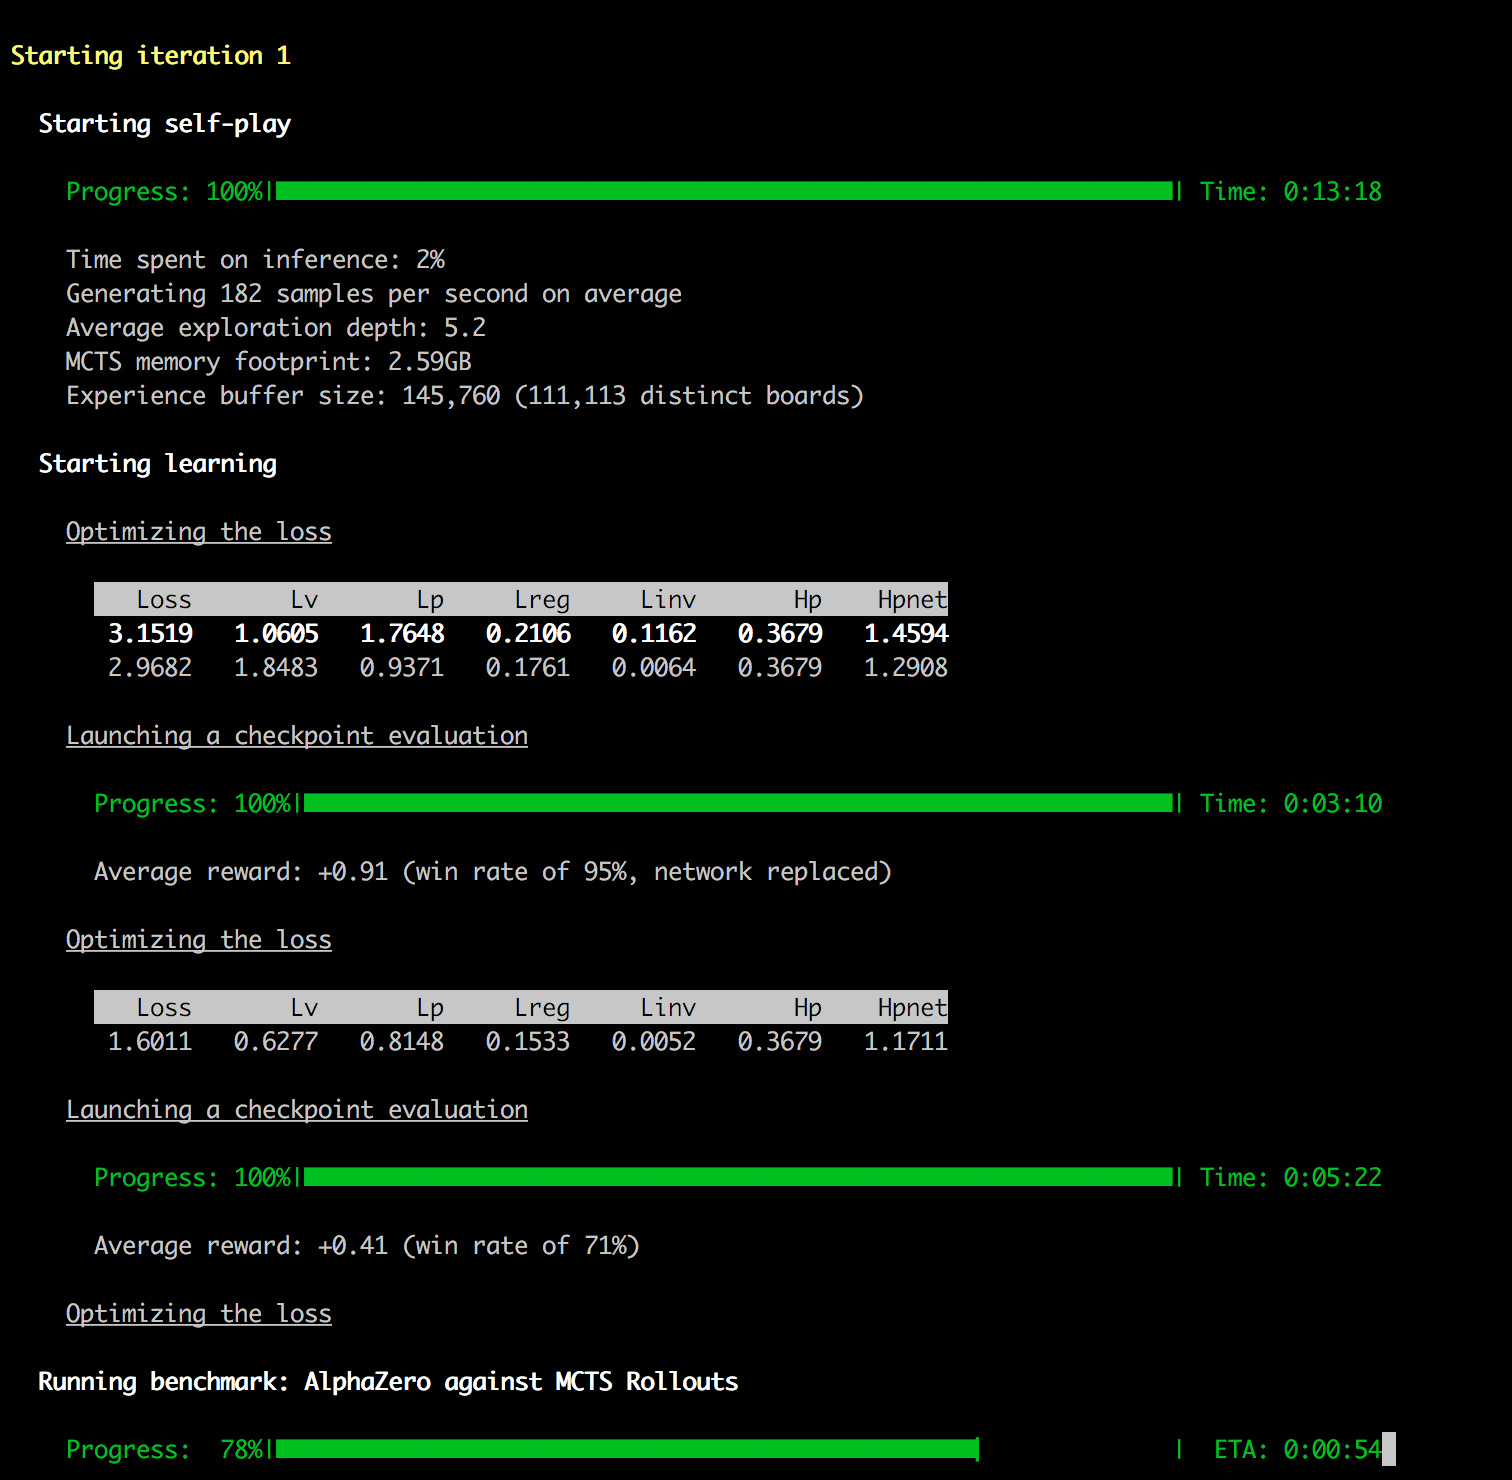 Starting iteration 1
Starting self-play
Progress: 100%| | Time: 0:13:18
Time spent on inference: 2%
Generating 182 samples per second on average
Average exploration depth: 5.2
MCTS memory footprint: 2.59GB
Experience buffer size: 145,760 (111,113 distinct boards)
Starting learning
Optimizing the loss
Loss Lv Lp Lreg Linv Hp Hpnet
3.1519 1.0605 1.7648 0.2106 0.1162 0.3679 1.4594
2.9682 1.8483 0.9371 0.1761 0.0064 0.3679 1.2908
Launching a checkpoint evaluation
Progress: 100%| | Time: 0:03:10
Average reward: +0.91 (win rate of 95%, network replaced)
Optimizing the loss
Loss Lv Lp Lreg Linv Hp Hpnet
1.6011 0.6277 0.8148 0.1533 0.0052 0.3679 1.1711
Launching a checkpoint evaluation
Progress: 100%| | Time: 0:05:22
Average reward: +0.41 (win rate of 71%)
Optimizing the loss
Running benchmark: AlphaZero against MCTS Rollouts
Progress: 78%| | ETA: 0:00:54